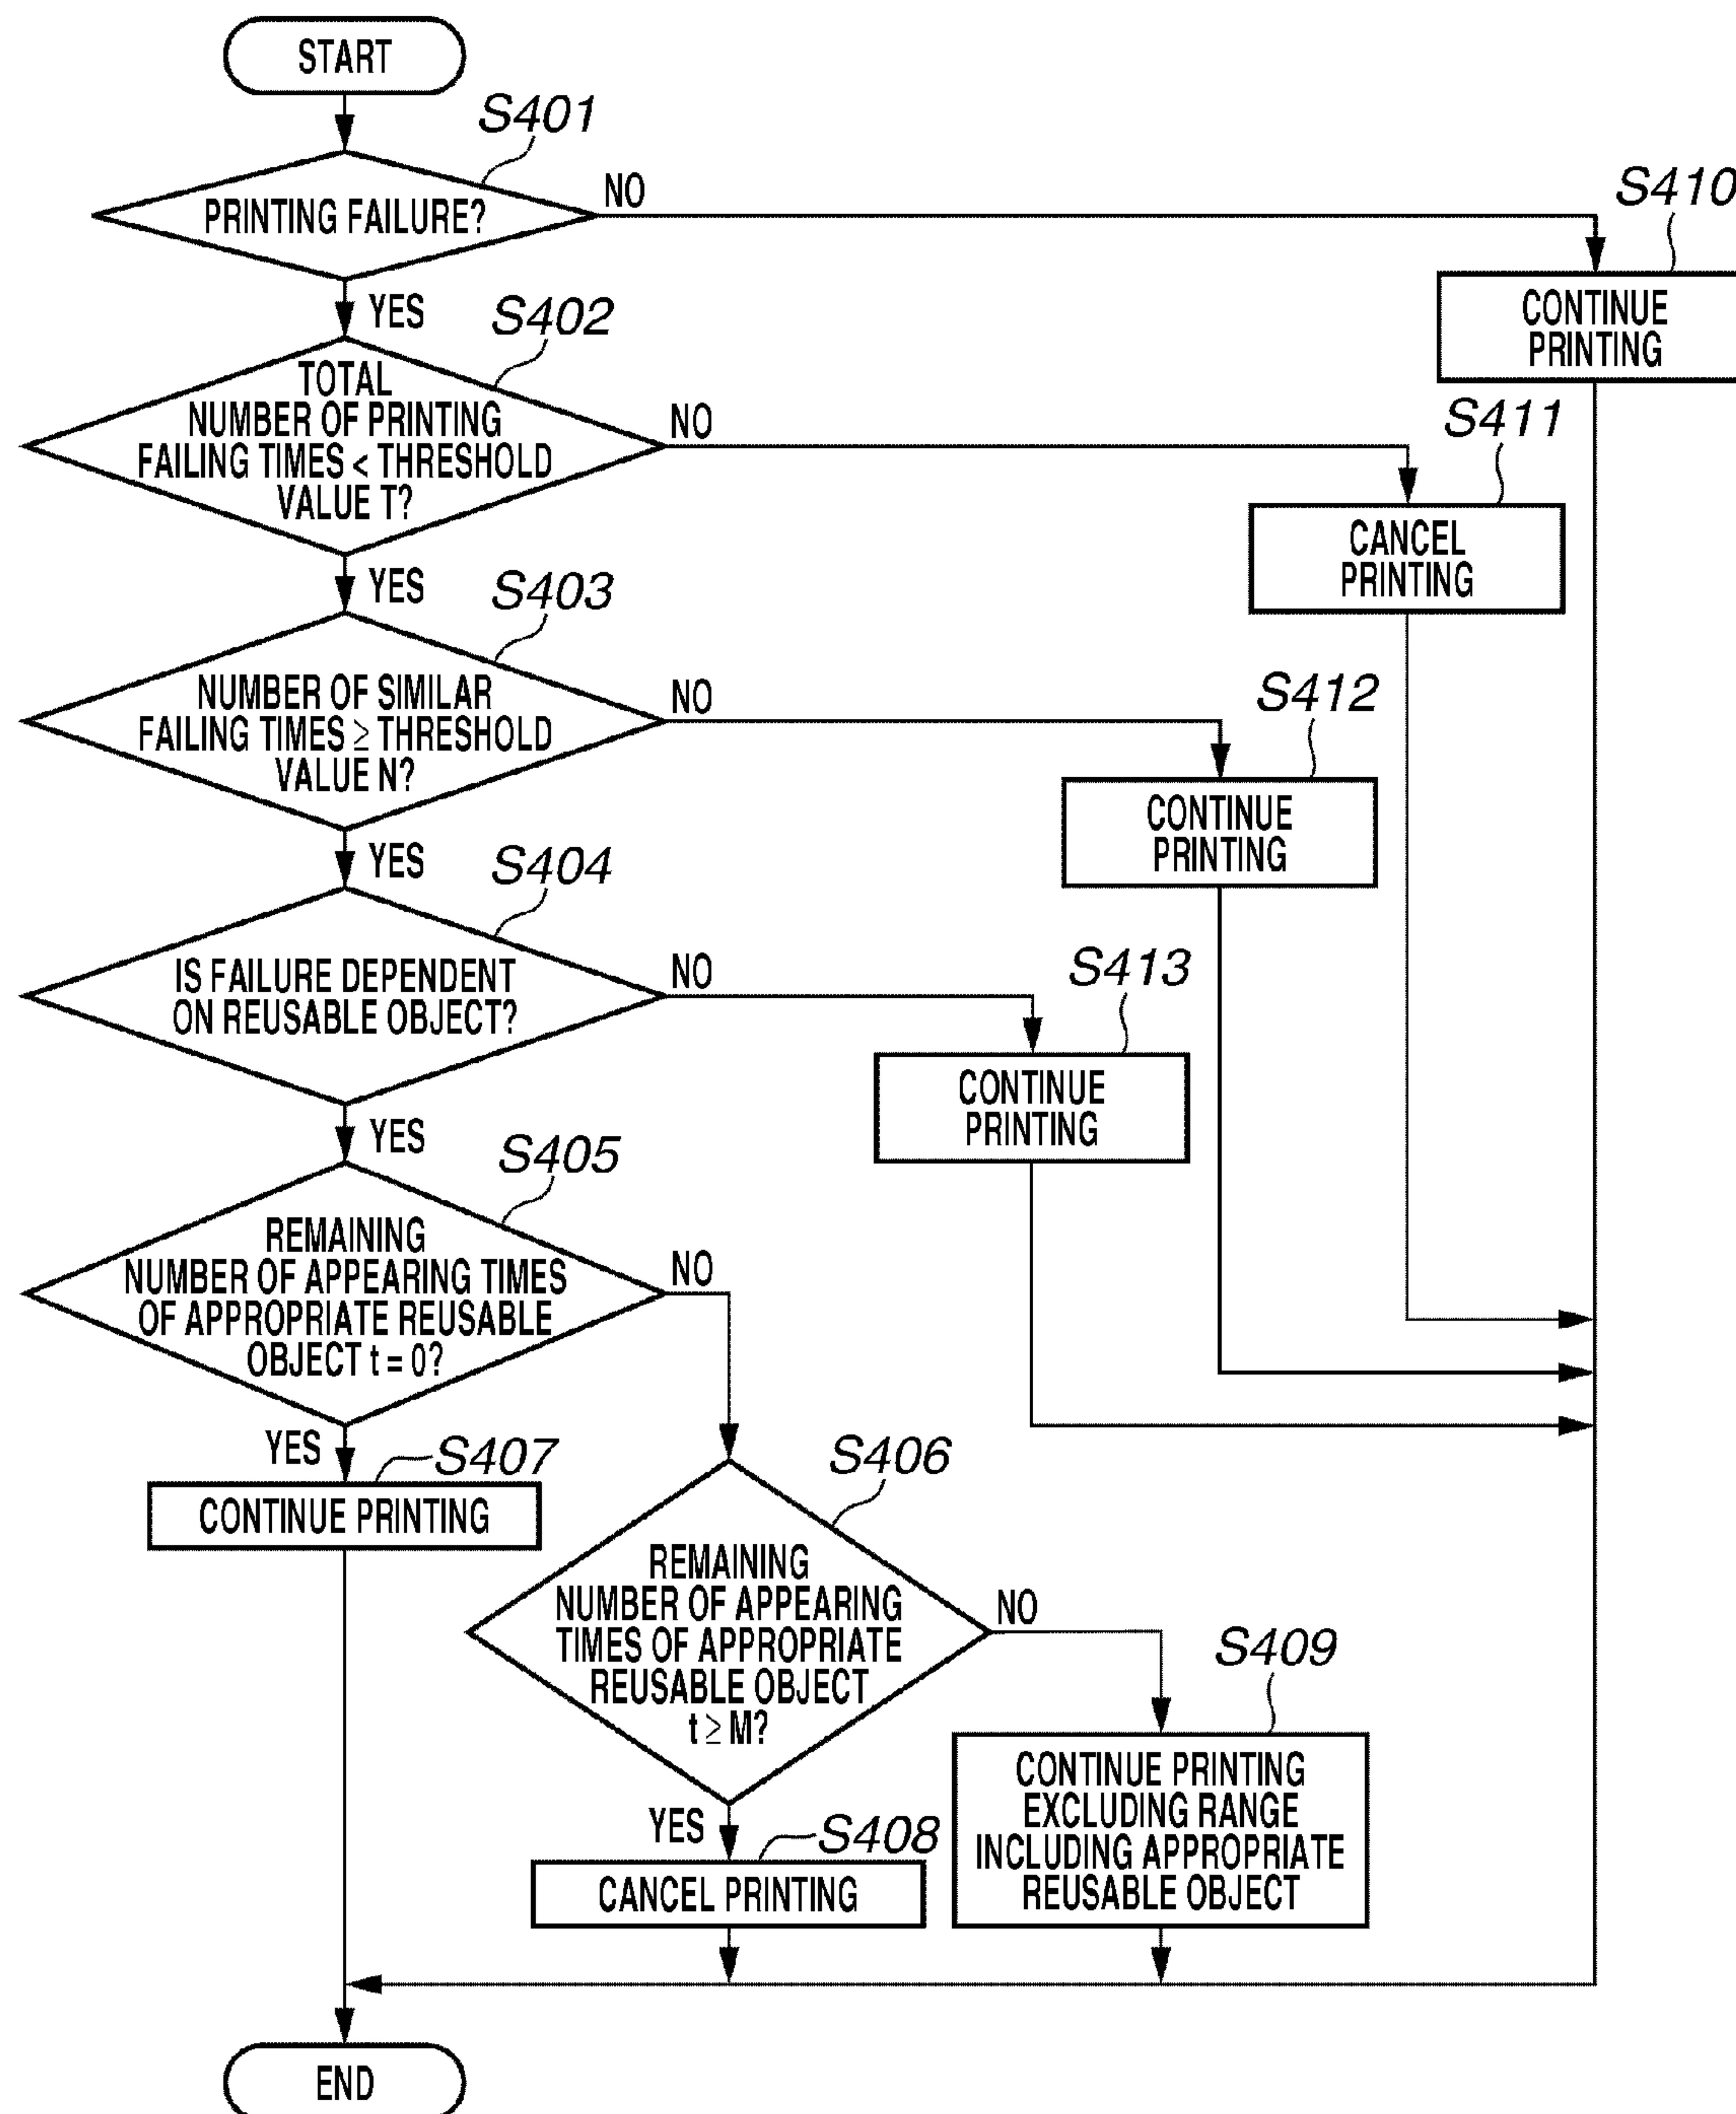 START
S401
PRINTING FAILURE?
NO
S410
CONTINUE
PRINTING
YES
S402
TOTAL
NUMBER OF PRINTING
FAILING TIMES < THRESHOLD
VALUE T?
NO
S411
CANCEL
PRINTING
YES
S403
NUMBER OF SIMILAR
FAILING TIMES ≥ THRESHOLD
VALUE N?
NO
S412
CONTINUE
PRINTING
YES
S404
IS FAILURE DEPENDENT
ON REUSABLE OBJECT?
NO
S413
CONTINUE
PRINTING
YES
S405
REMAINING
NUMBER OF APPEARING TIMES
OF APPROPRIATE REUSABLE
OBJECT t = 0?
NO
YES
S407
CONTINUE PRINTING
S406
REMAINING
NUMBER OF APPEARING
TIMES OF APPROPRIATE
REUSABLE OBJECT
t ≥ M?
NO
S409
CONTINUE PRINTING
EXCLUDING RANGE
INCLUDING APPROPRIATE
REUSABLE OBJECT
YES
S408
CANCEL PRINTING
END